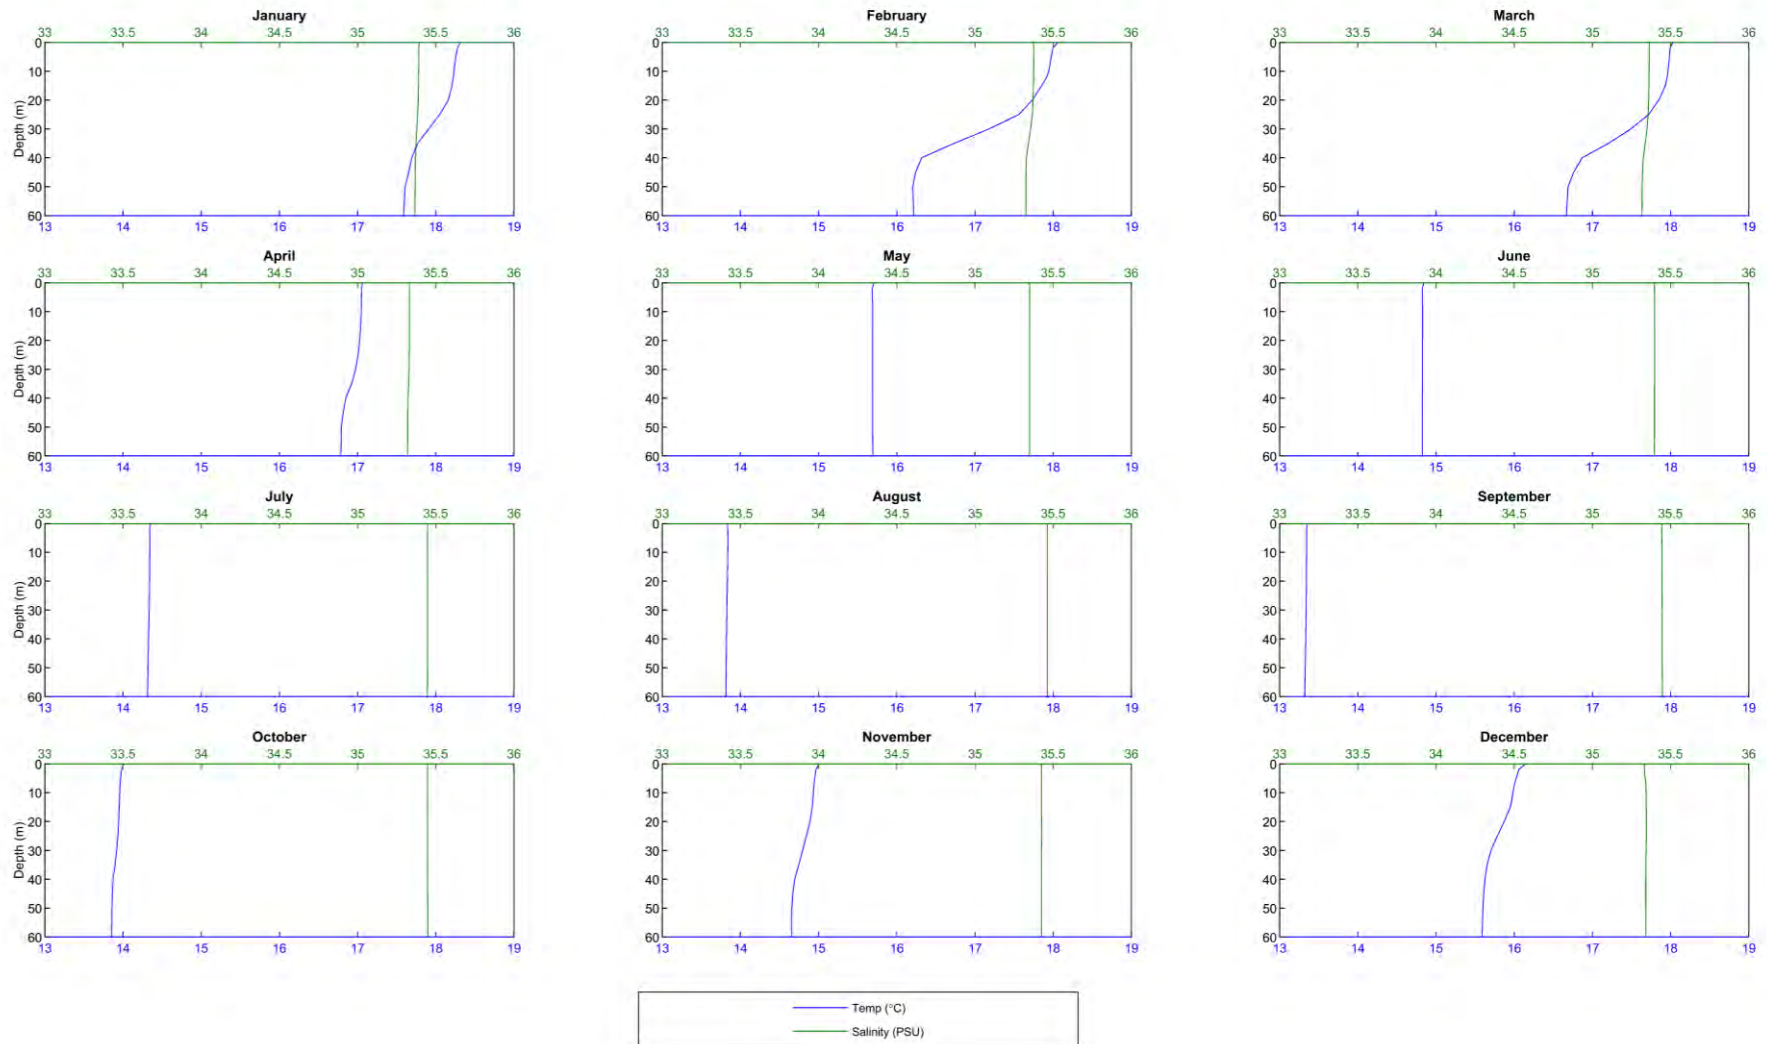 January February March
33 33.5 34 34.5 35 35.5 36 33 33.5 34 34.5 35 35.5 36 33 33.5 34 34.5 35 35.5 36
0 0 0
10 10 10
20 20 20
Depth (m)
30 30 30
40 40 40
50 50 50
60 60 60
13 14 15 16 17 18 19 13 14 15 16 17 18 19 13 14 15 16 17 18 19
April May June
33 33.5 34 34.5 35 35.5 36 33 33.5 34 34.5 35 35.5 36 33 33.5 34 34.5 35 35.5 36
0 0 0
10 10 10
20 20 20
Depth (m)
30 30 30
40 40 40
50 50 50
60 60 60
13 14 15 16 17 18 19 13 14 15 16 17 18 19 13 14 15 16 17 18 19
July August September
33 33.5 34 34.5 35 35.5 36 33 33.5 34 34.5 35 35.5 36 33 33.5 34 34.5 35 35.5 36
0 0 0
10 10 10
20 20 20
Depth (m)
30 30 30
40 40 40
50 50 50
60 60 60
13 14 15 16 17 18 19 13 14 15 16 17 18 19 13 14 15 16 17 18 19
October November December
33 33.5 34 34.5 35 35.5 36 33 33.5 34 34.5 35 35.5 36 33 33.5 34 34.5 35 35.5 36
0 0 0
10 10 10
20 20 20
Depth (m)
30 30 30
40 40 40
50 50 50
60 60 60
13 14 15 16 17 18 19 13 14 15 16 17 18 19 13 14 15 16 17 18 19
Temp (°C)
Salinity (PSU)